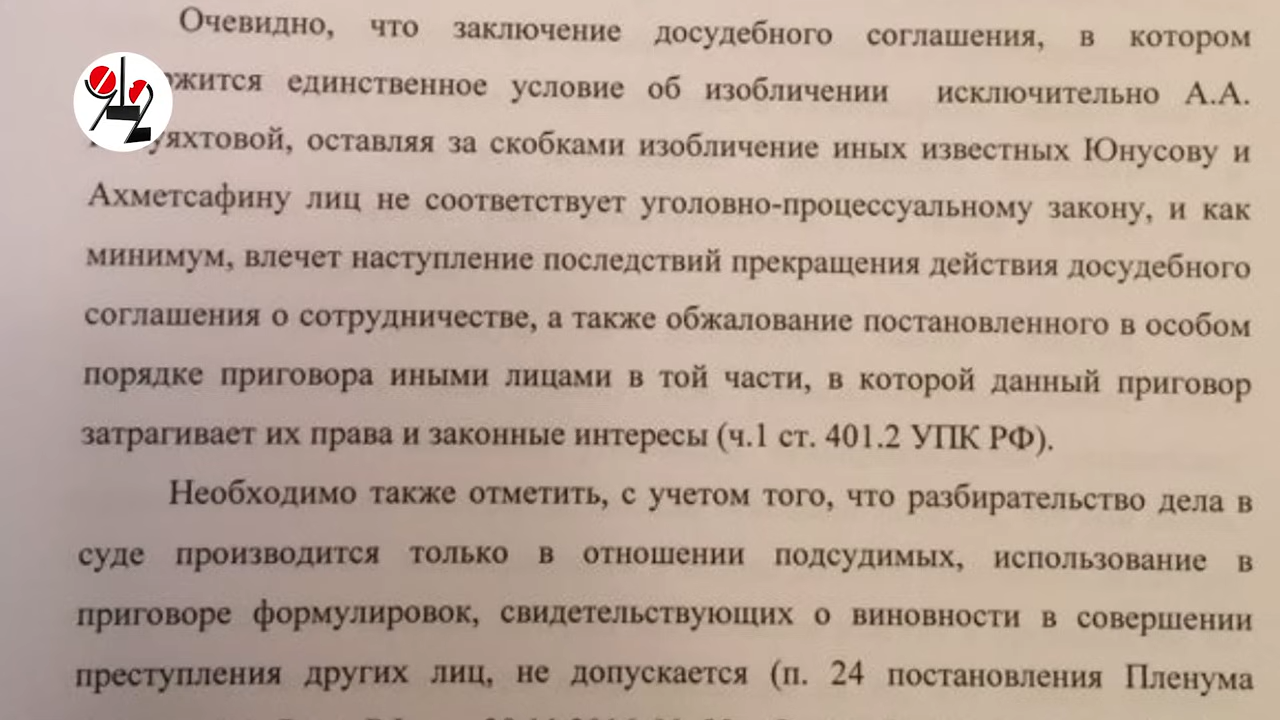 Очевидно, что заключение досудебного соглашения, в котором
единственное условие об изобличении исключительно А.А.
оставляя за скобками изобличение иных известных Юнусову и
Ахметсафину лиц не соответствует уголовно-процессуальному закону, и как
минимум, влечет наступление последствий прекращения действия досудебного
соглашения о сотрудничестве, а также обжалование постановленного в особом
порядке приговора иными лицами в той части, в которой данный приговор
затрагивает их права и законные интересы (ч.1 ст. 401.2 УПК РФ).
Необходимо также отметить, с учетом того, что разбирательство дела в
суде производится только в отношении подсудимых, использование в
приговоре формулировок, свидетельствующих о виновности в совершении
преступления других лиц, не допускается (п. 24 постановления Пленума